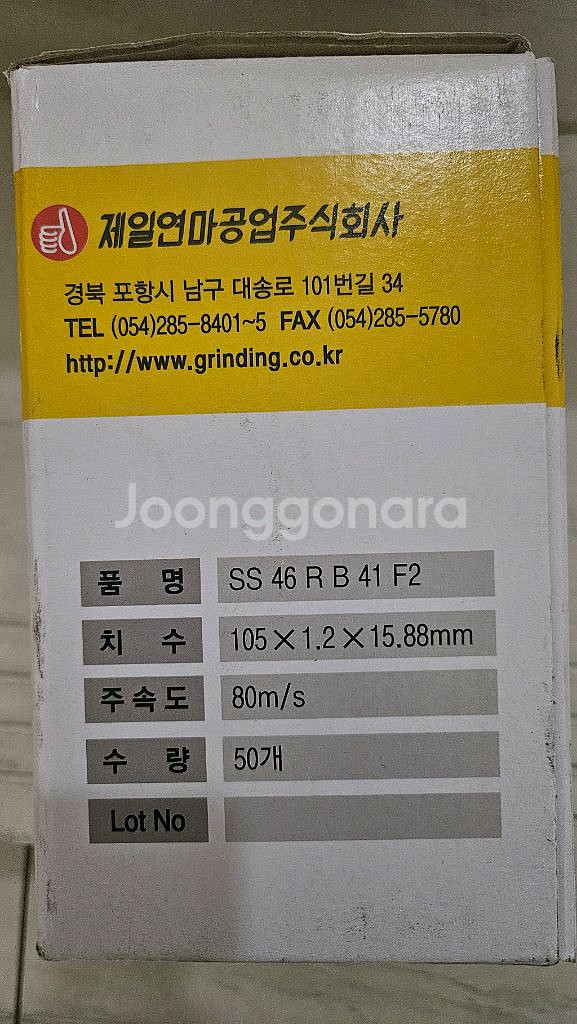 제일연마공업주식회사
경북 포항시 남구 대송로 101번길 34
TEL (054)285-8401~5 FAX (054)285-5780
http://www.grinding.co.kr
Joonggonara
품 명 SS 46 R B 41 F2
치 수 105×1.2×15.88mm
주속도 80m/s
수 량 50개
Lot No